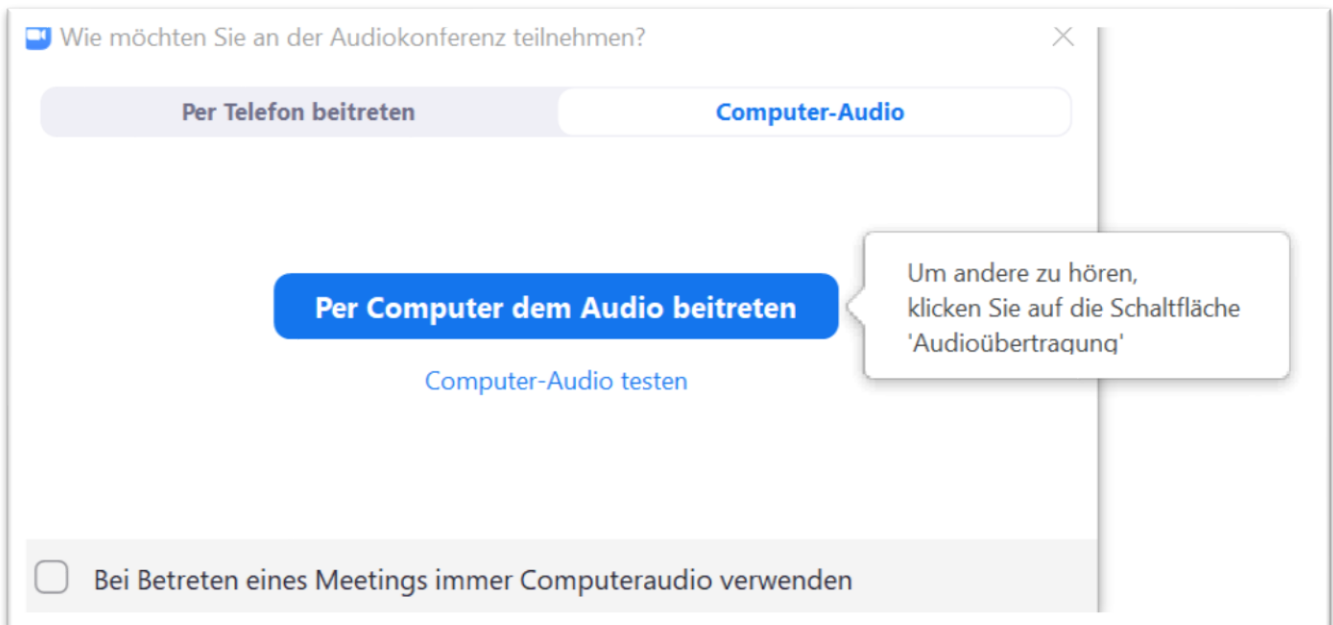 Wie möchten Sie an der Audiokonferenz teilnehmen?
Per Telefon beitreten
Computer-Audio
Per Computer dem Audio beitreten
Um andere zu hören,
klicken Sie auf die Schaltfläche
'Audioübertragung'
Computer-Audio testen
Bei Betreten eines Meetings immer Computeraudio verwenden